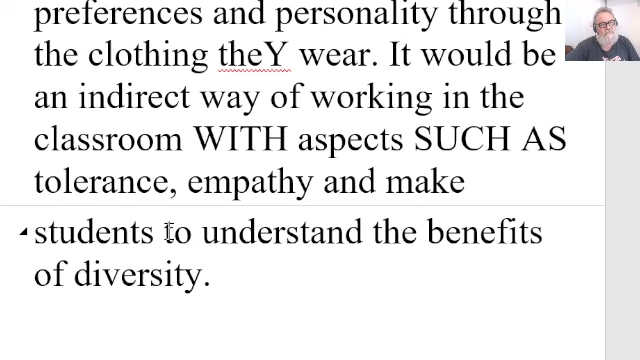 preferences and personality through
the clothing theY wear. It would be
an indirect way of working in the
classroom WITH aspects SUCH AS
tolerance, empathy and make
students to understand the benefits
of diversity.